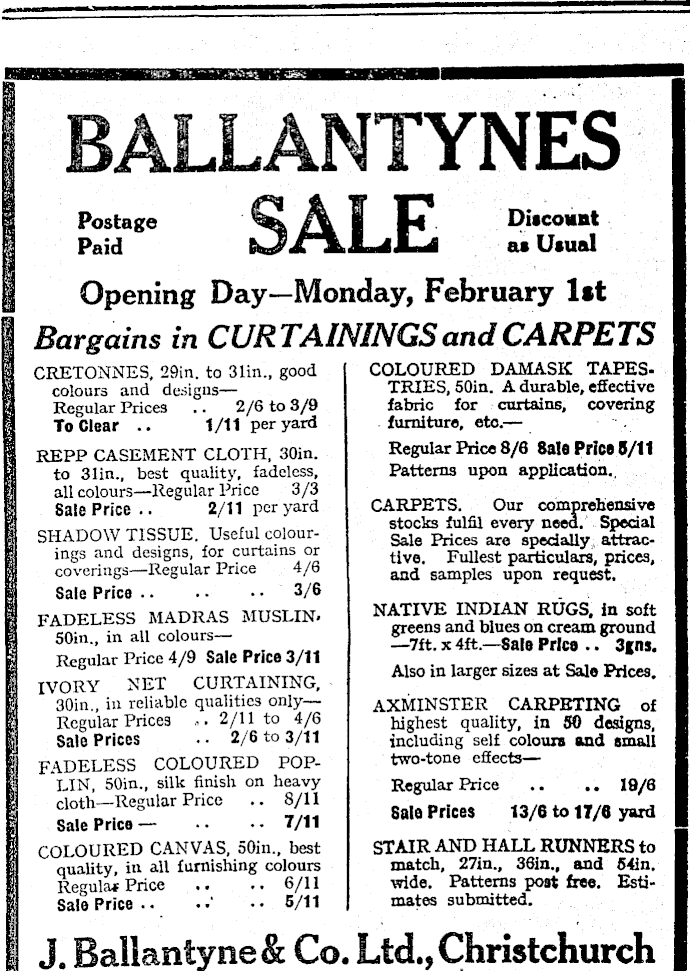 BALLANTYNES
Postage
Paid
SALE
Discount
as Usual
Opening Day—Monday, February 1st
Bargains in CURTAININGS and CARPETS
CRETONNES, 29in. to 31in., good
colours and designs—
Regular Prices .. 2/6 to 3/9
To Clear .. 1/11 per yard
REPP CASEMENT CLOTH, 30in.
to 31in., best quality, fadeless,
all colours—Regular Price 3/3
Sale Price .. 2/11 per yard
SHADOW TISSUE. Useful colour-
ings and designs, for curtains or
coverings—Regular Price 4/6
Sale Price .. .. .. 3/6
FADELESS MADRAS MUSLIN,
50in., in all colours—
Regular Price 4/9 Sale Price 3/11
IVORY NET CURTAINING,
30in., in reliable qualities only—
Regular Prices .. 2/11 to 4/6
Sale Prices .. 2/6 to 3/11
FADELESS COLOURED POP-
LIN, 50in., silk finish on heavy
cloth—Regular Price .. 8/11
Sale Price — .. .. 7/11
COLOURED CANVAS, 50in., best
quality, in all furnishing colours
Regular Price .. .. 6/11
Sale Price .. .. .. 5/11
COLOURED DAMASK TAPES-
TRIES, 50in. A durable, effective
fabric for curtains, covering
furniture, etc.—
Regular Price 8/6 Sale Price 5/11
Patterns upon application.
CARPETS. Our comprehensive
stocks fulfil every need. Special
Sale Prices are specially attrac-
tive. Fullest particulars, prices,
and samples upon request.
NATIVE INDIAN RUGS, in soft
greens and blues on cream ground
—7ft. x 4ft.—Sale Price .. 3gns.
Also in larger sizes at Sale Prices.
AXMINSTER CARPETING of
highest quality, in 50 designs,
including self colours and small
two-tone effects—
Regular Price .. .. 19/6
Sale Prices 13/6 to 17/6 yard
STAIR AND HALL RUNNERS to
match, 27in., 36in., and 54in.
wide. Patterns post free. Esti-
mates submitted.
J. Ballantyne & Co. Ltd., Christchurch